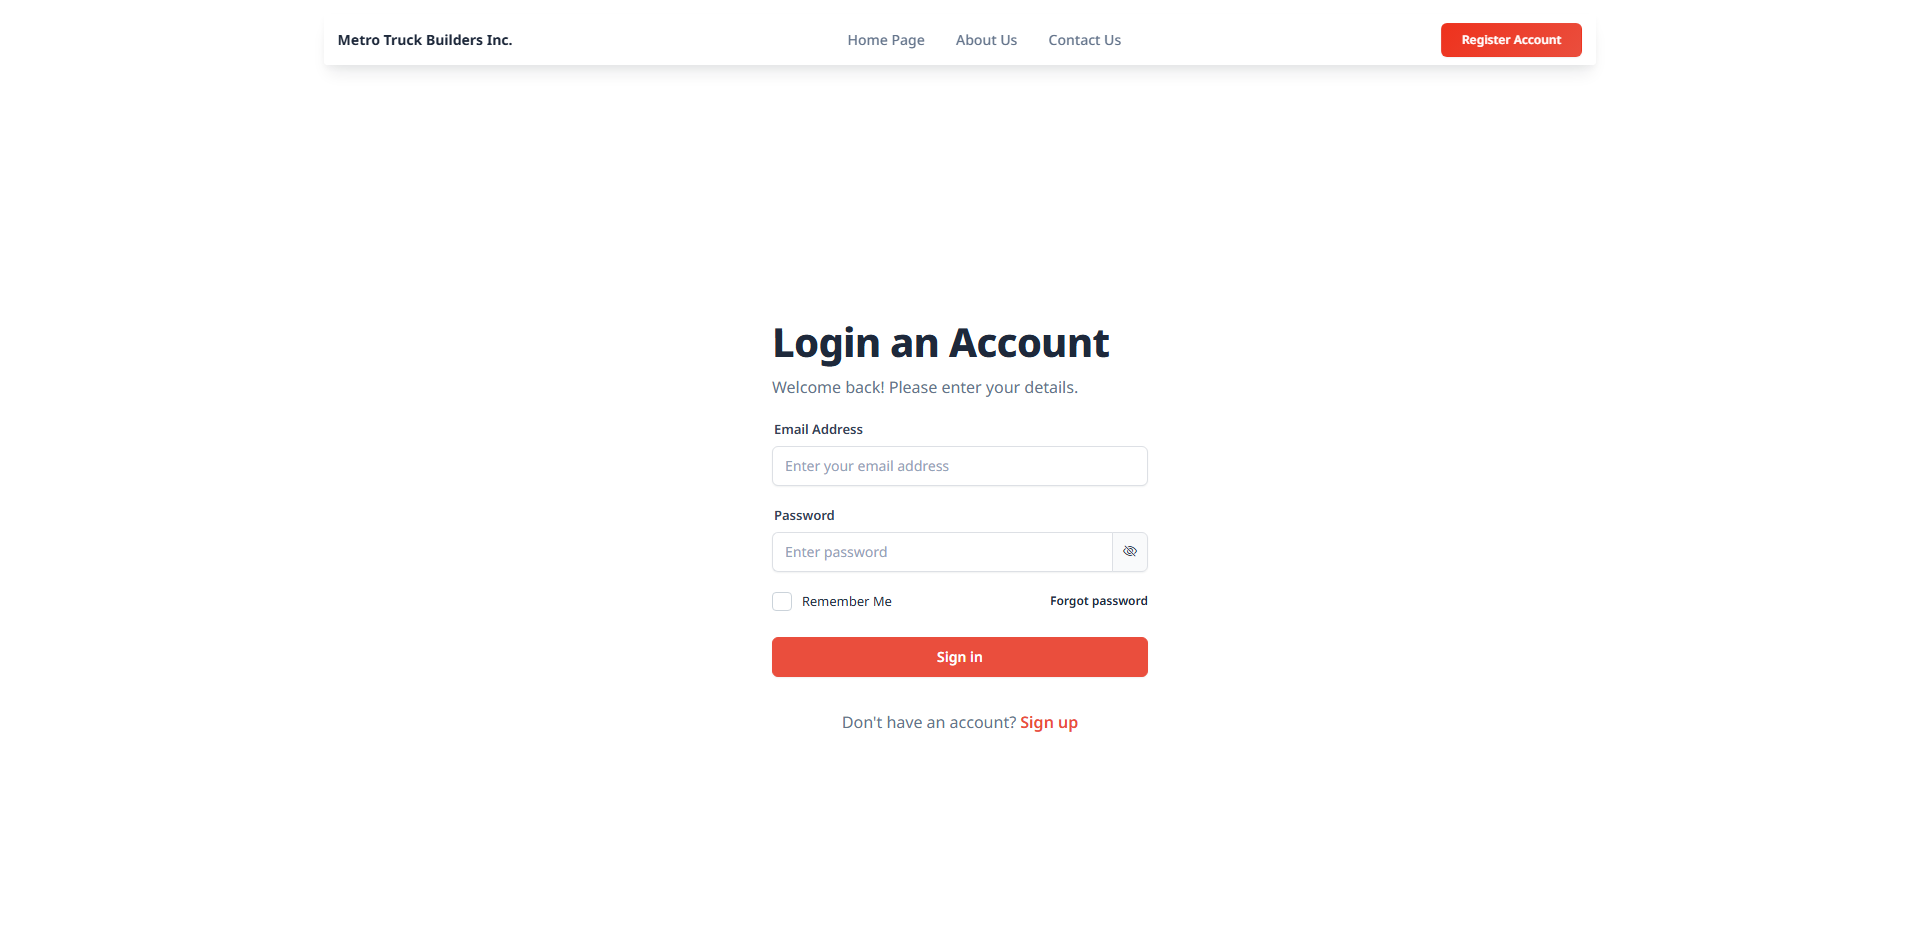 Metro Truck Builders Inc.
Home Page
About Us
Contact Us
Register Account
Login an Account
Welcome back! Please enter your details.
Email Address
Enter your email address
Password
Enter password
Remember Me
Forgot password
Sign in
Don't have an account? Sign up